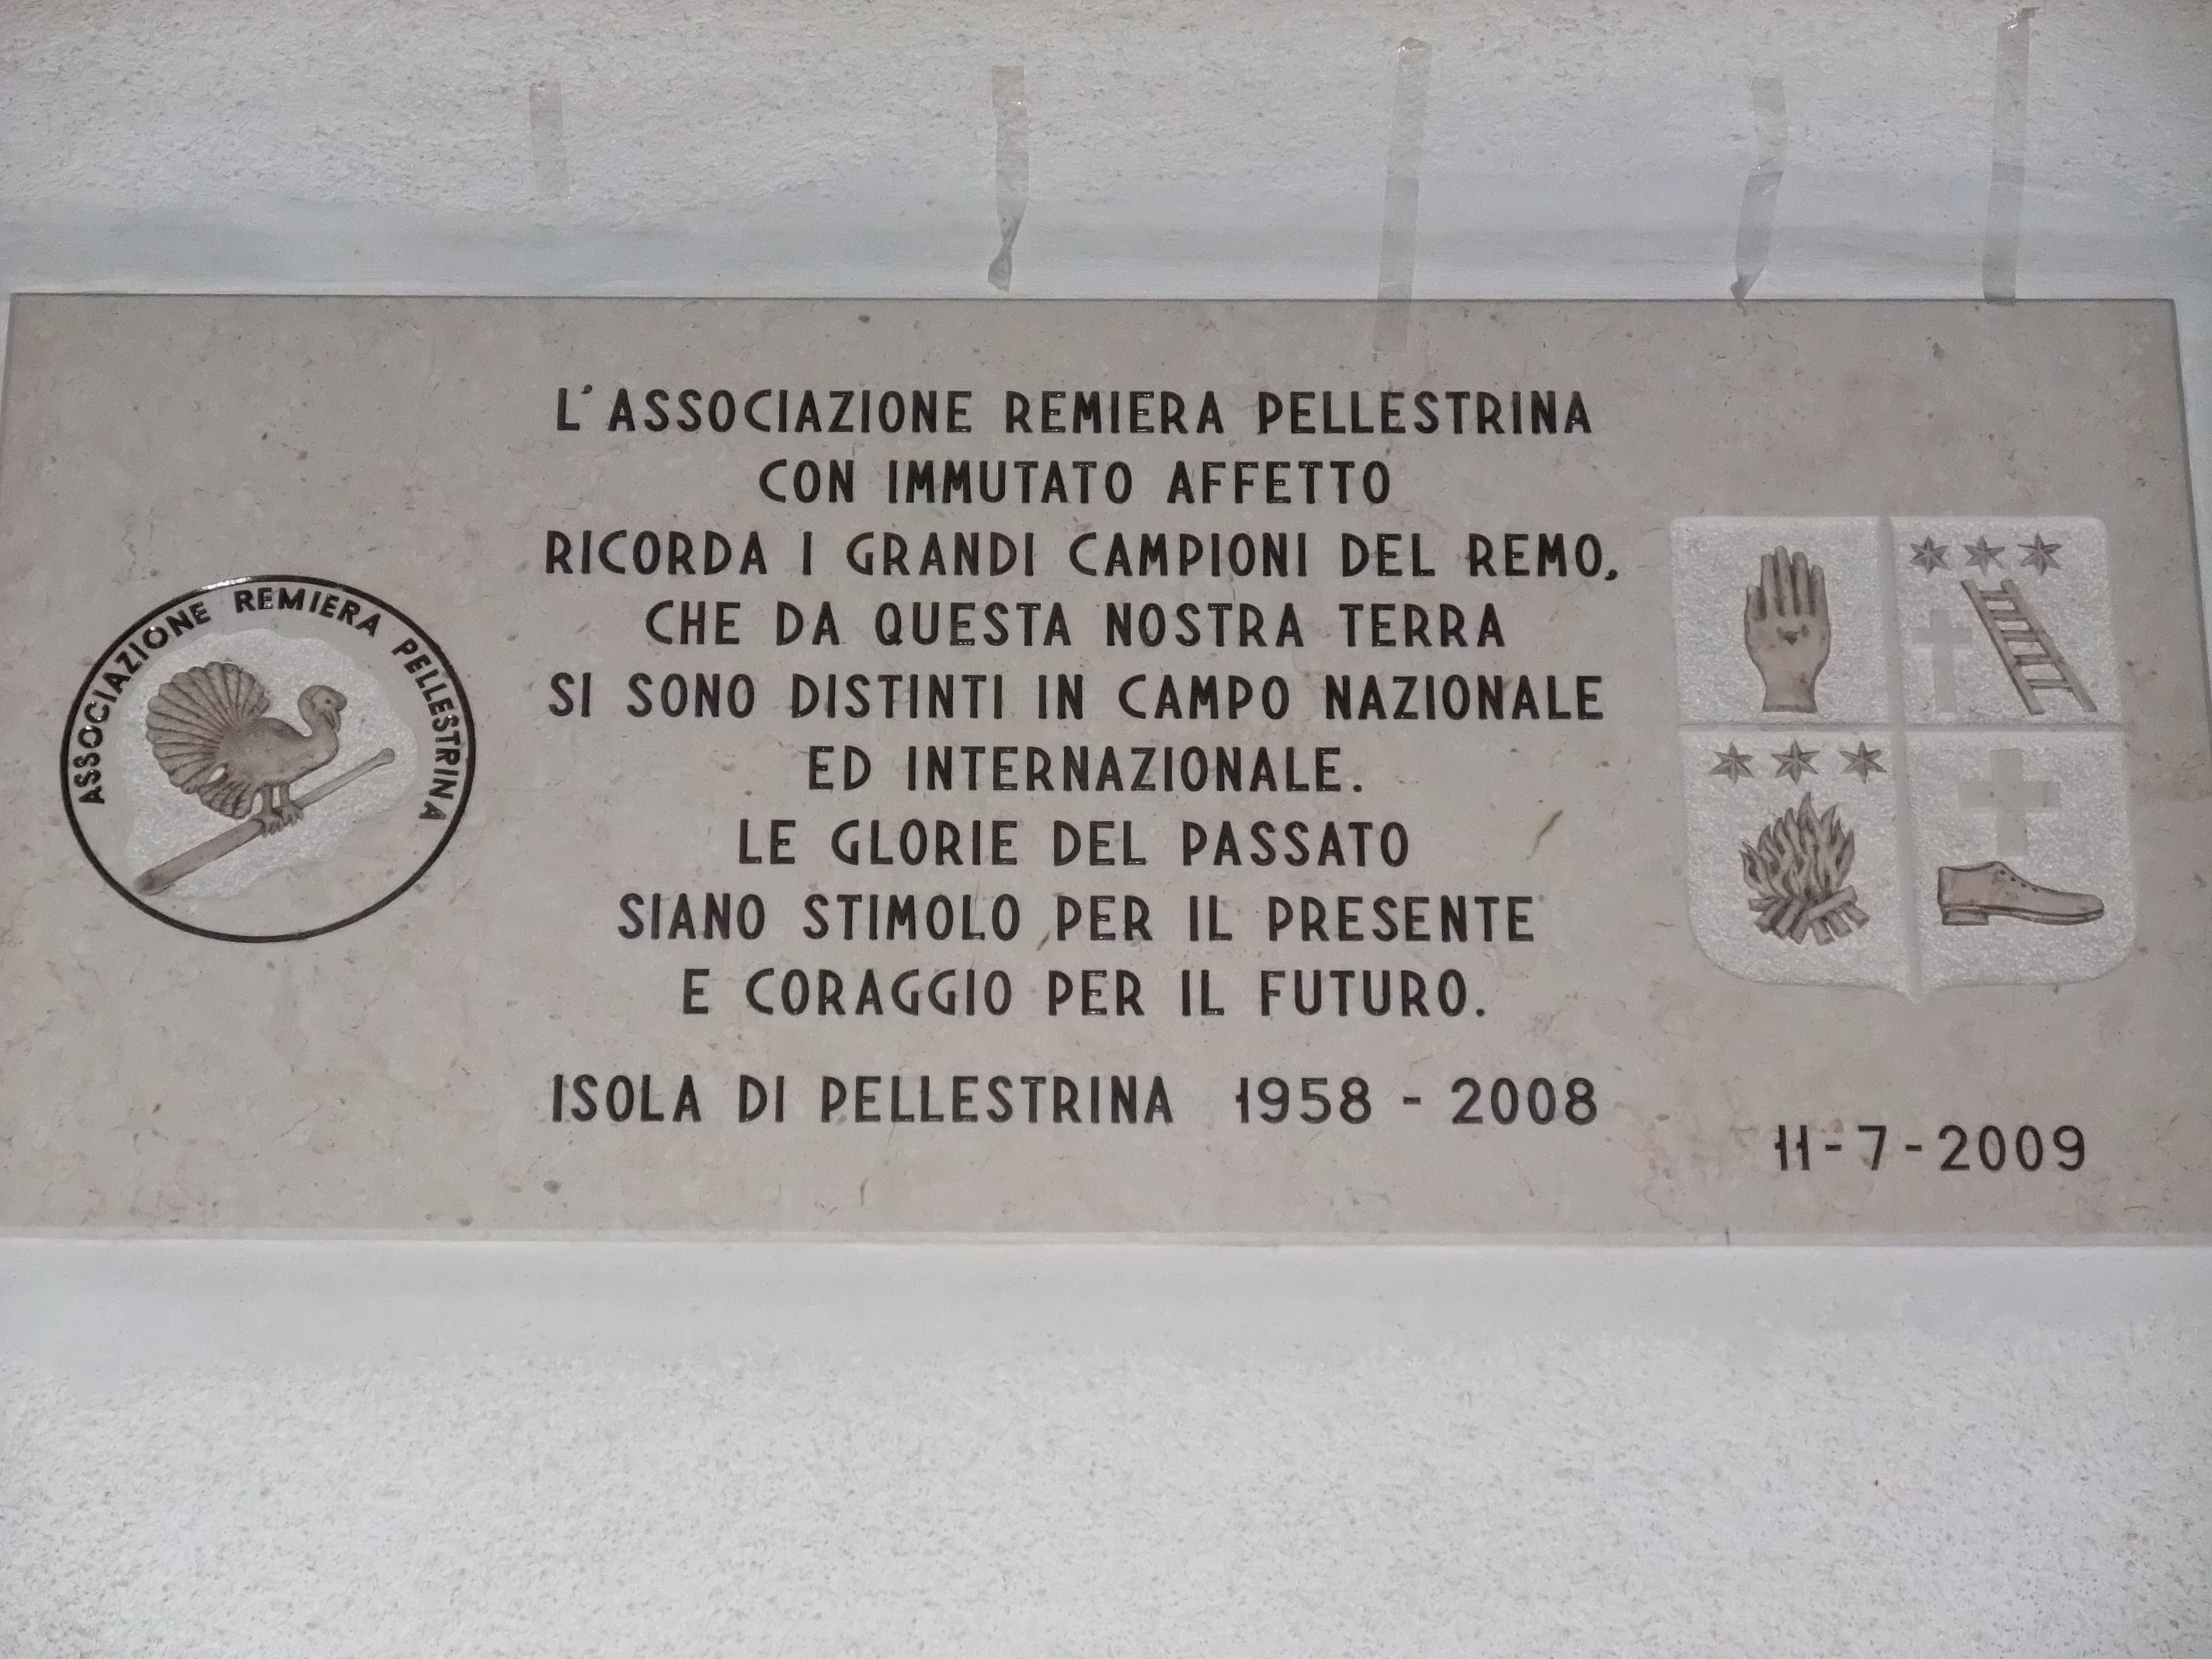 L'ASSOCIAZIONE REMIERA PELLESTRINA
CON IMMUTATO AFFETTO
RICORDA I GRANDI CAMPIONI DEL REMO,
CHE DA QUESTA NOSTRA TERRA
SI SONO DISTINTI IN CAMPO NAZIONALE
ED INTERNAZIONALE.
LE GLORIE DEL PASSATO
SIANO STIMOLO PER IL PRESENTE
E CORAGGIO PER IL FUTURO.
ISOLA DI PELLESTRINA 1958 - 2008
11-7-2009
ASSOCIAZIONE REMIERA PELLESTRINA